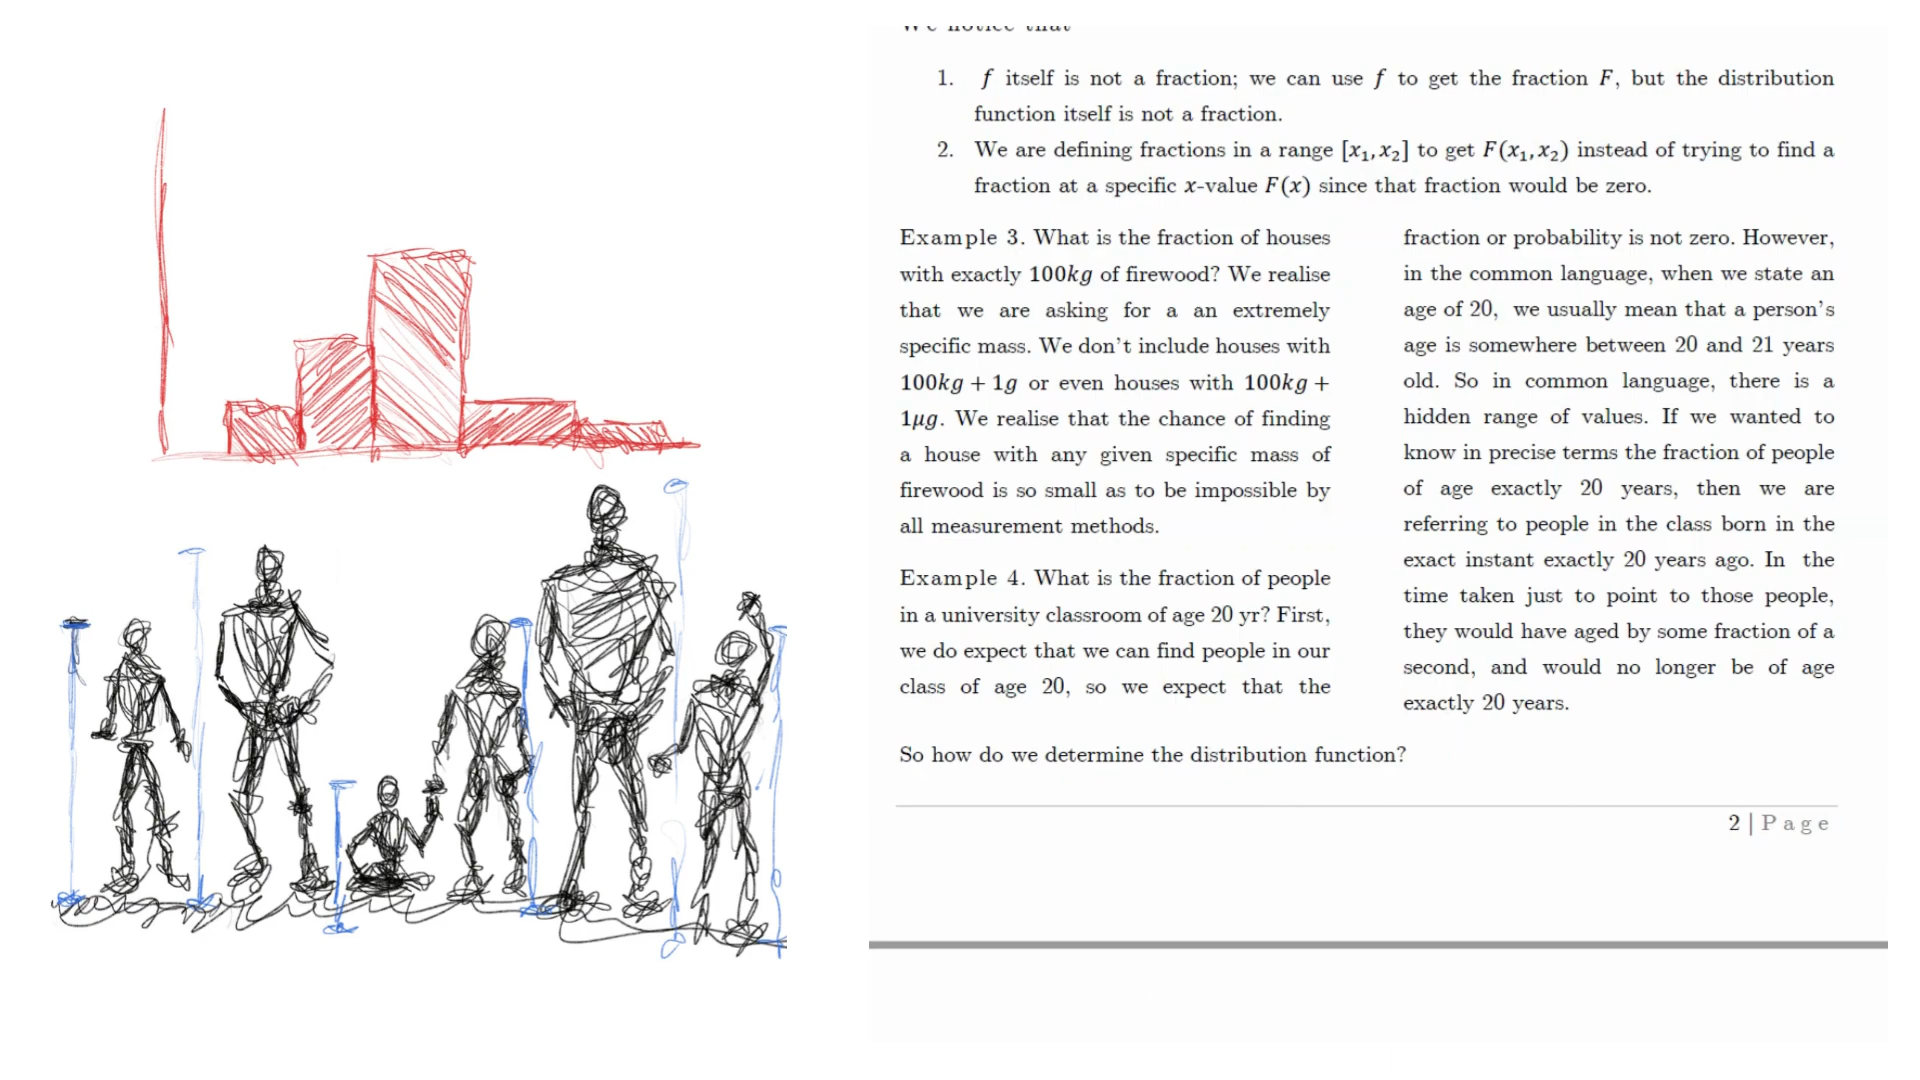 We notice that
1. f itself is not a fraction; we can use f to get the fraction F, but the distribution
function itself is not a fraction.
2. We are defining fractions in a range [x₁,x₂] to get F(x₁,x₂) instead of trying to find a
fraction at a specific x-value F(x) since that fraction would be zero.
Example 3. What is the fraction of houses
with exactly 100kg of firewood? We realise
that we are asking for a an extremely
specific mass. We don't include houses with
100kg + 1g or even houses with 100kg +
1μg. We realise that the chance of finding
a house with any given specific mass of
firewood is so small as to be impossible by
all measurement methods.
Example 4. What is the fraction of people
in a university classroom of age 20 yr? First,
we do expect that we can find people in our
class of age 20, so we expect that the
fraction or probability is not zero. However,
in the common language, when we state an
age of 20, we usually mean that a person's
age is somewhere between 20 and 21 years
old. So in common language, there is a
hidden range of values. If we wanted to
know in precise terms the fraction of people
of age exactly 20 years, then we are
referring to people in the class born in the
exact instant exactly 20 years ago. In the
time taken just to point to those people,
they would have aged by some fraction of a
second, and would no longer be of age
exactly 20 years.
So how do we determine the distribution function?
2 | Page